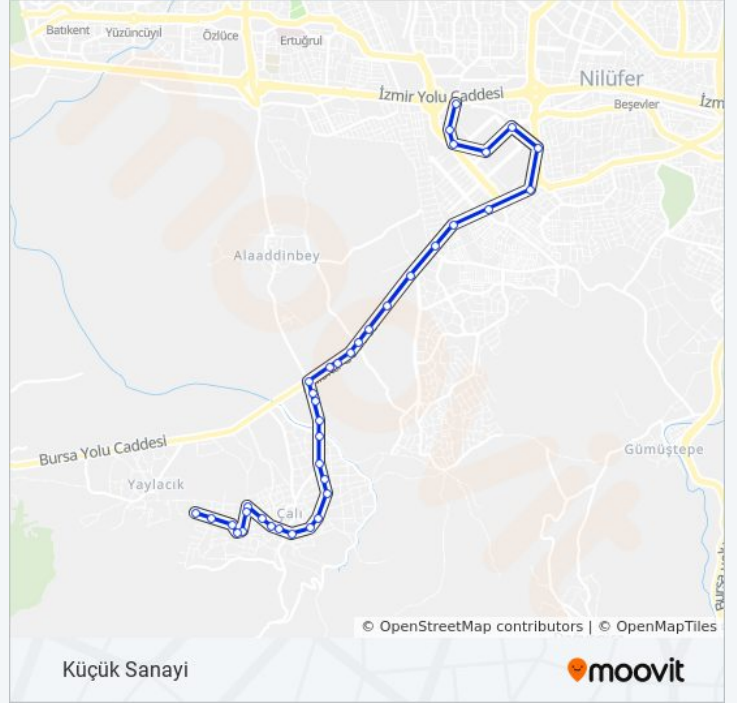 Batıkent
Yüzüncüyıl
Özlüce
Ertuğrul
İzmir Yolu Caddesi
Nilüfer
Beşevler
İzm
Alaaddinbey
Bursa Yolu Caddesi
Gümüştepe
Yaylacık
Çalı
© OpenStreetMap contributors | © OpenMapTiles
Küçük Sanayi
moovit